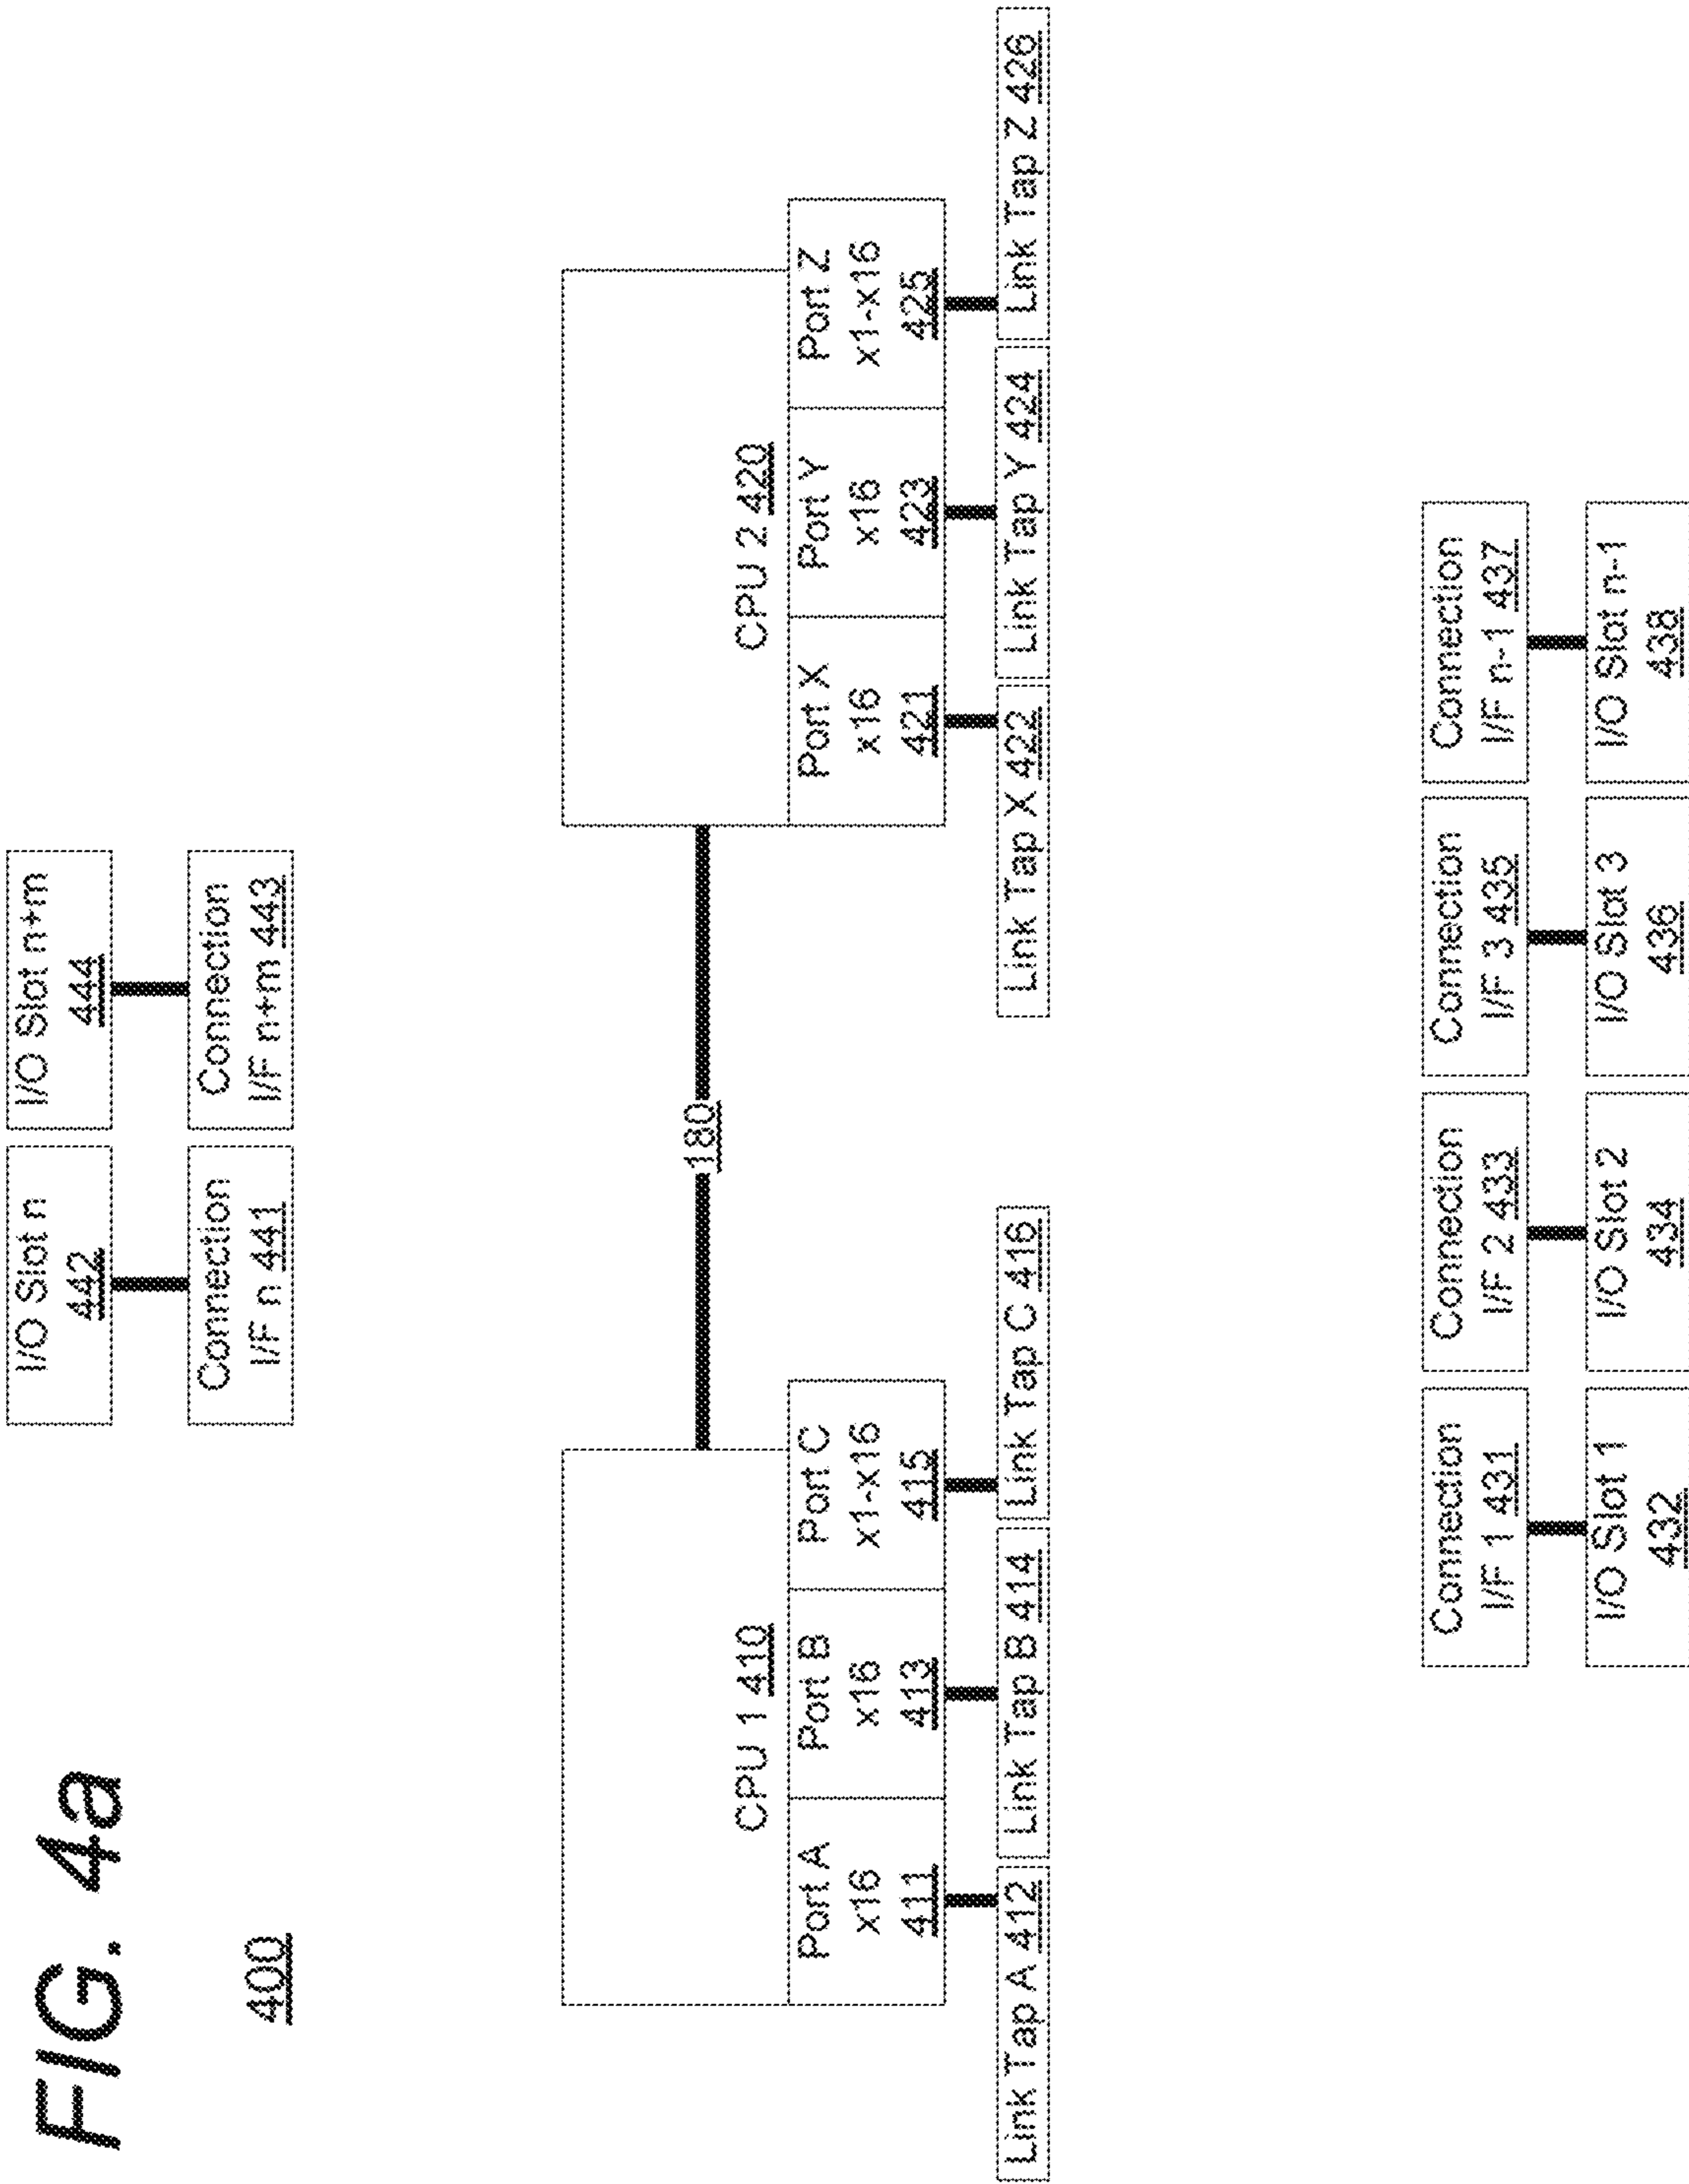 FIG. 4a
400
I/O Slot n
442
Connection
I/F n 441
I/O Slot n+m
444
Connection
I/F n+m 443
CPU 1 410
Port A
x16
411
Port B
x16
413
Port C
x1-x16
415
Link Tap A 412
Link Tap B 414
Link Tap C 416
180
CPU 2 420
Port X
x16
421
Port Y
x16
423
Port Z
x1-x16
425
Link Tap X 422
Link Tap Y 424
Link Tap Z 426
Connection
I/F 1 431
I/O Slot 1
432
Connection
I/F 2 433
I/O Slot 2
434
Connection
I/F 3 435
I/O Slot 3
436
Connection
I/F n-1 437
I/O Slot n-1
438